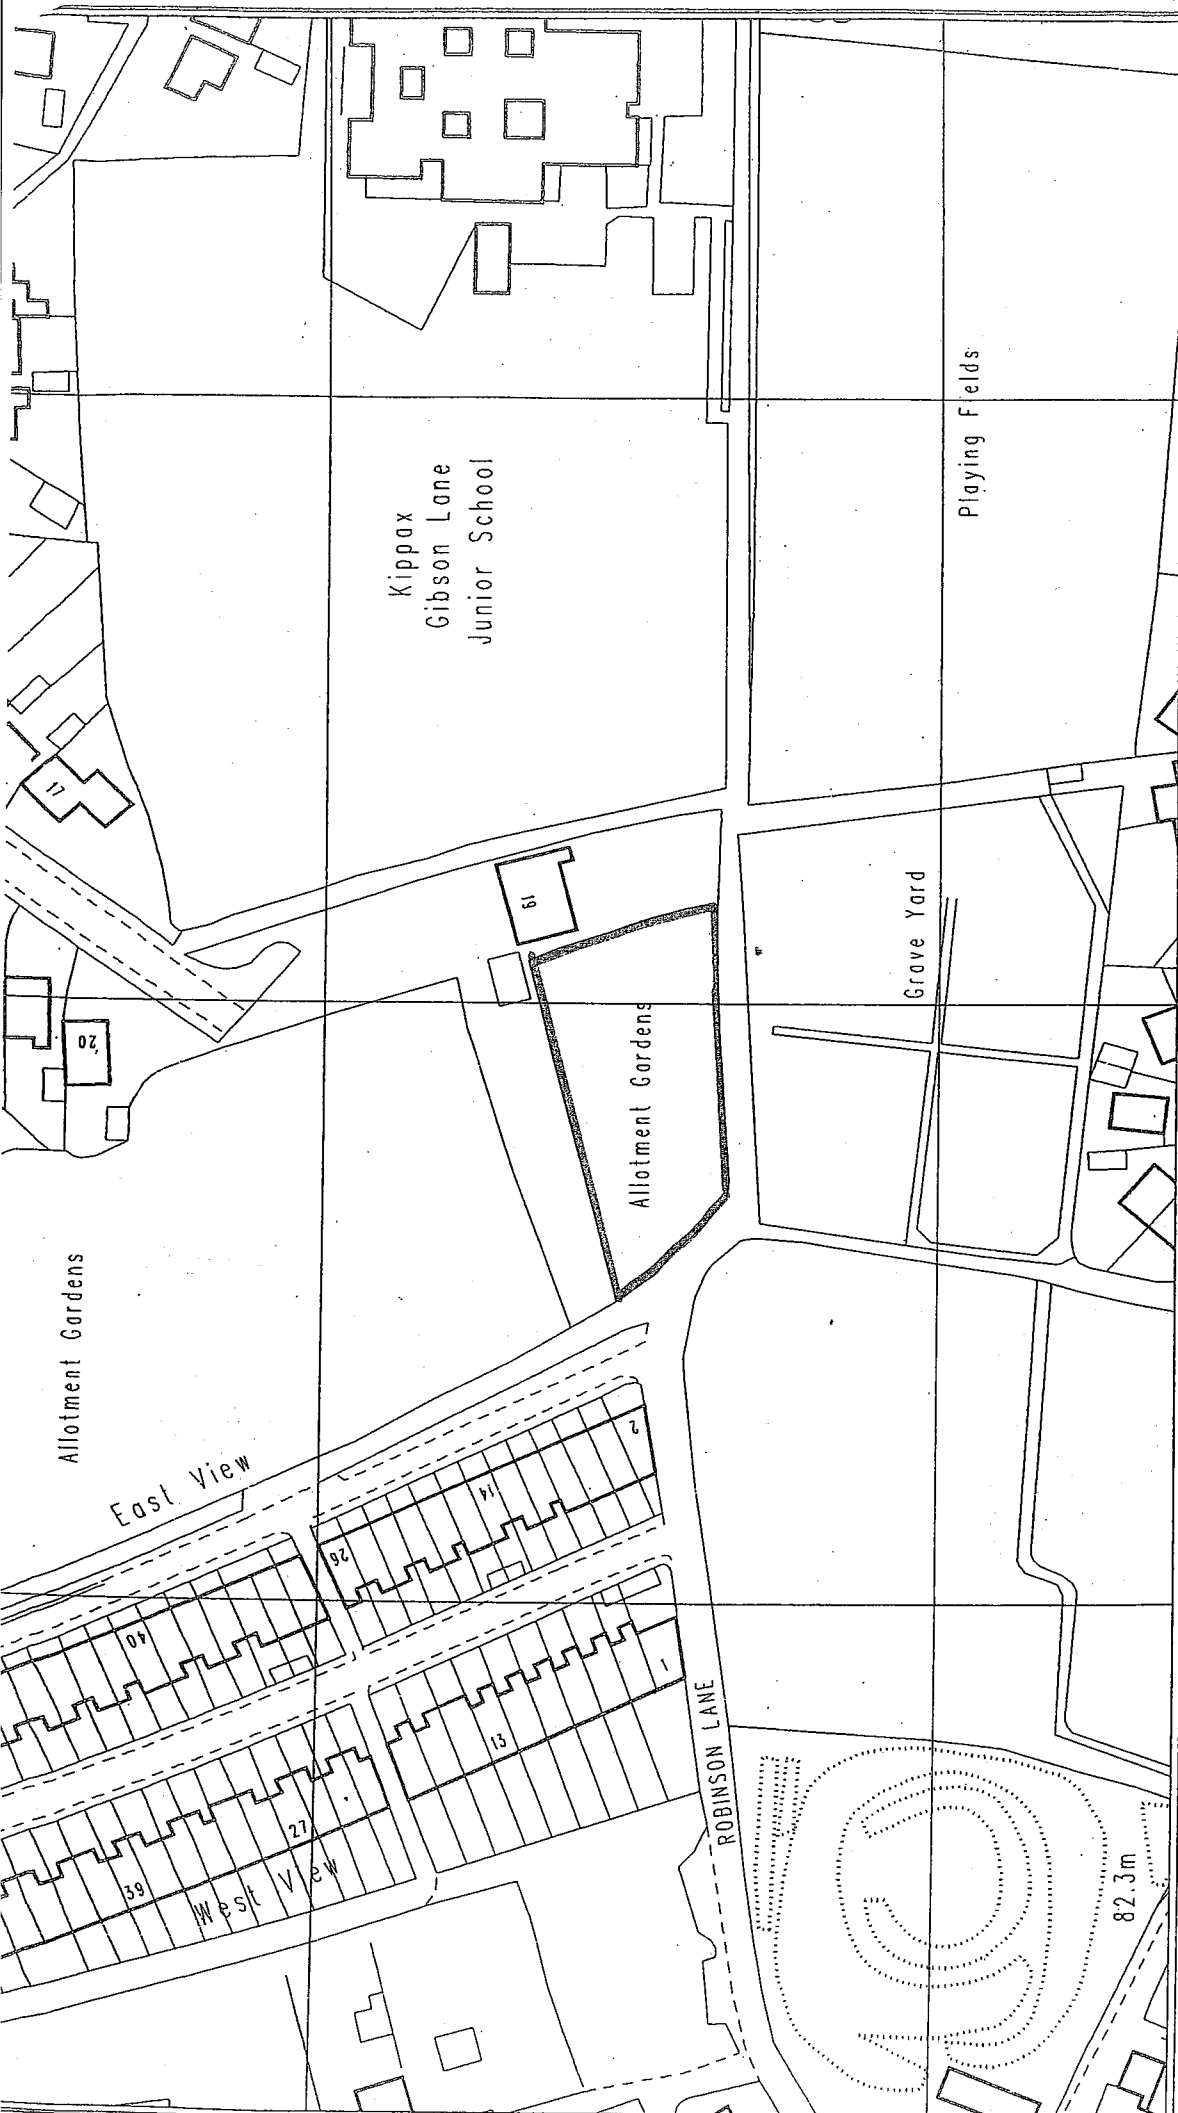 Kippax
Gibson Lane
Junior School
Playing Fields
17
19
20
Allotment Gardens
Grave Yard
Allotment Gardens
East View
2
14
26
40
1
13
27
39
West View
ROBINSON LANE
82.3m